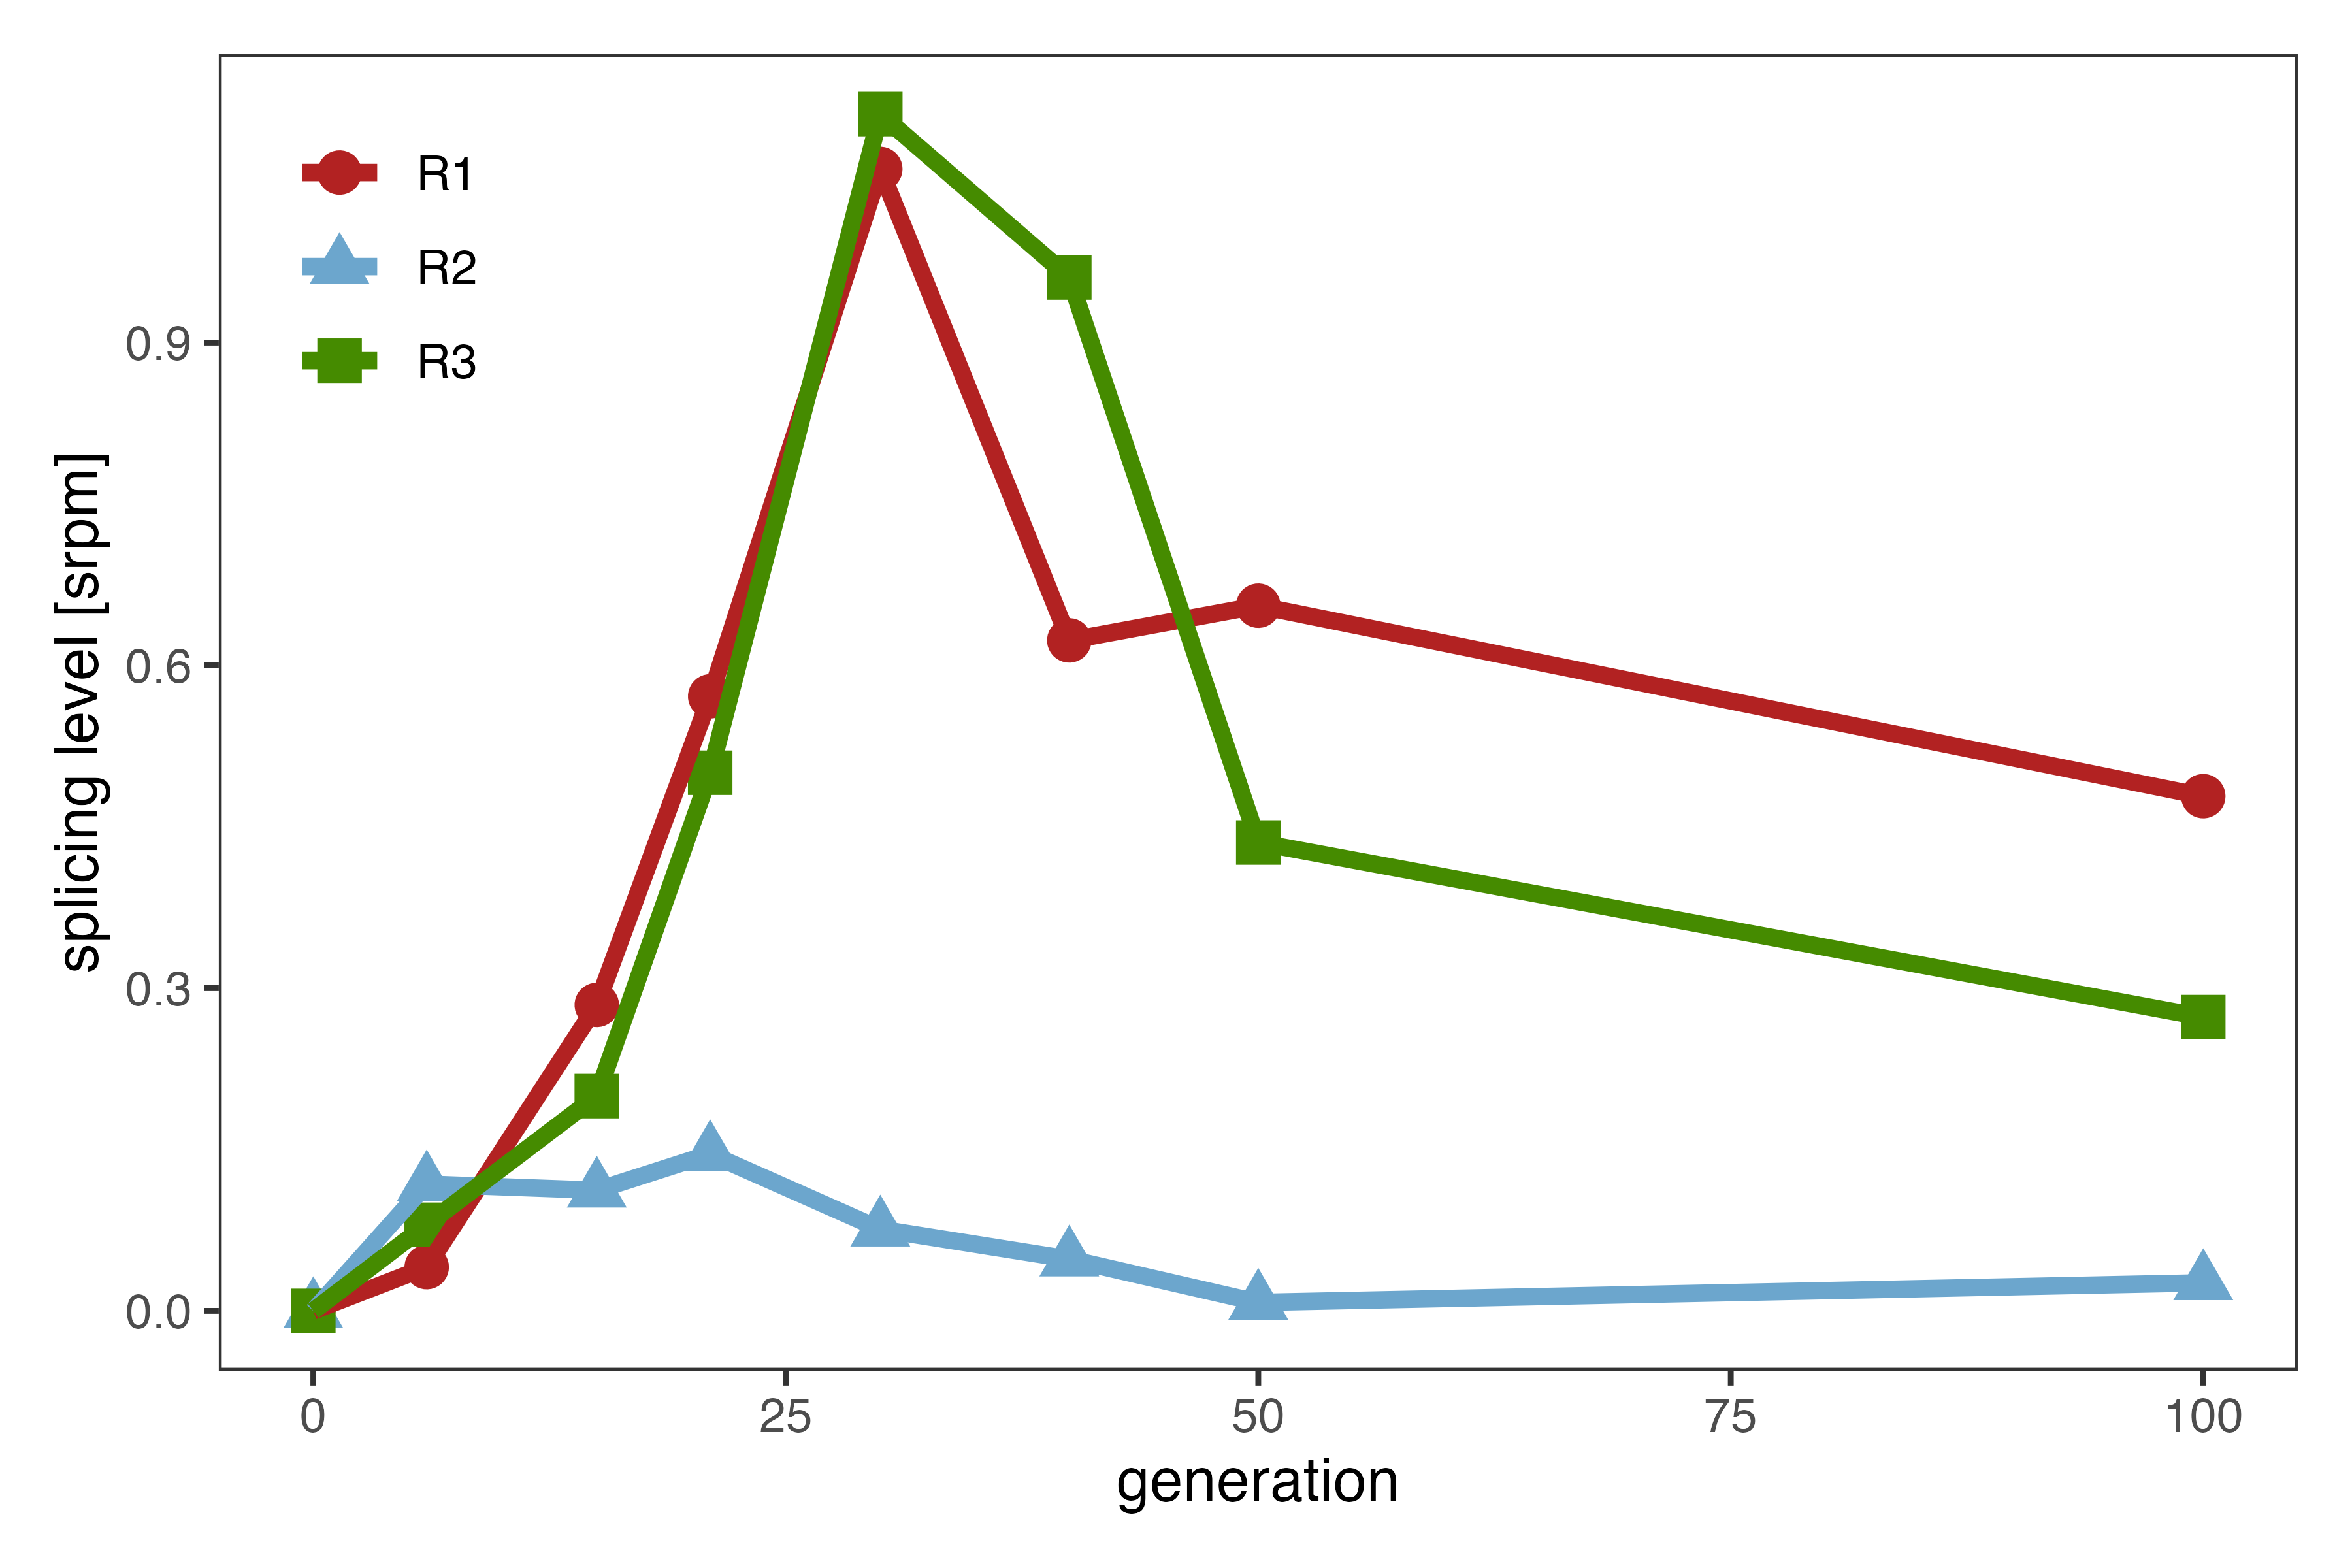 R1
R2
R3
0.9
0.6
0.3
0.0
splicing level [srpm]
0 25 50 75 100
generation